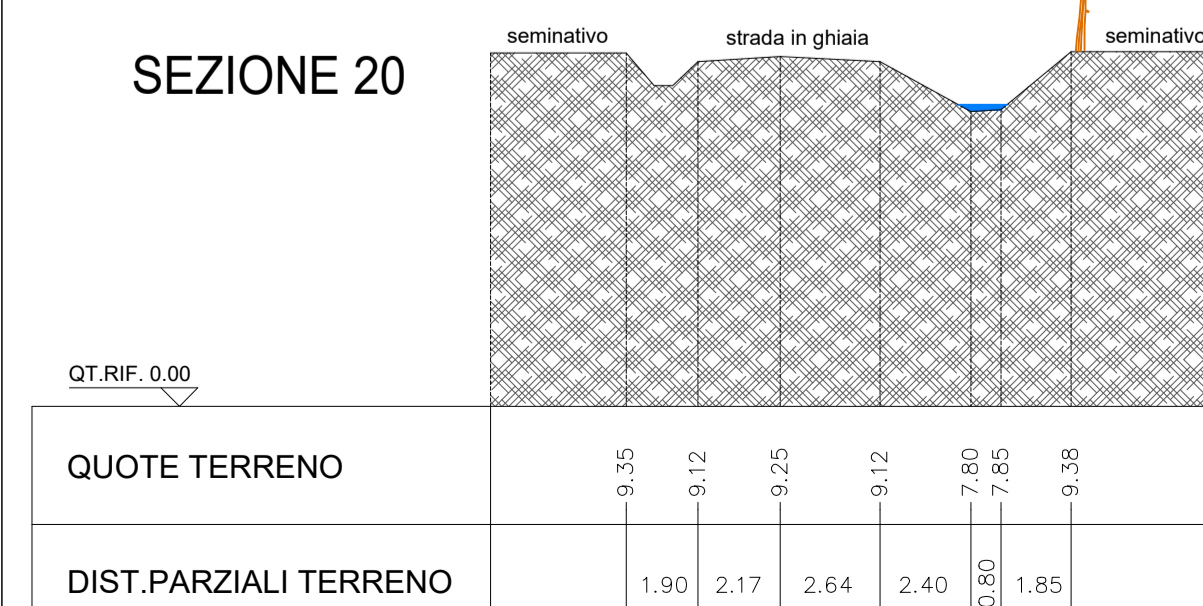 seminativo strada in ghiaia seminativo
SEZIONE 20
QT.RIF. 0.00
QUOTE TERRENO 9.35 9.12 9.25 9.12 7.80 7.85 9.38
DIST.PARZIALI TERRENO 1.90 2.17 2.64 2.40 0.80 1.85